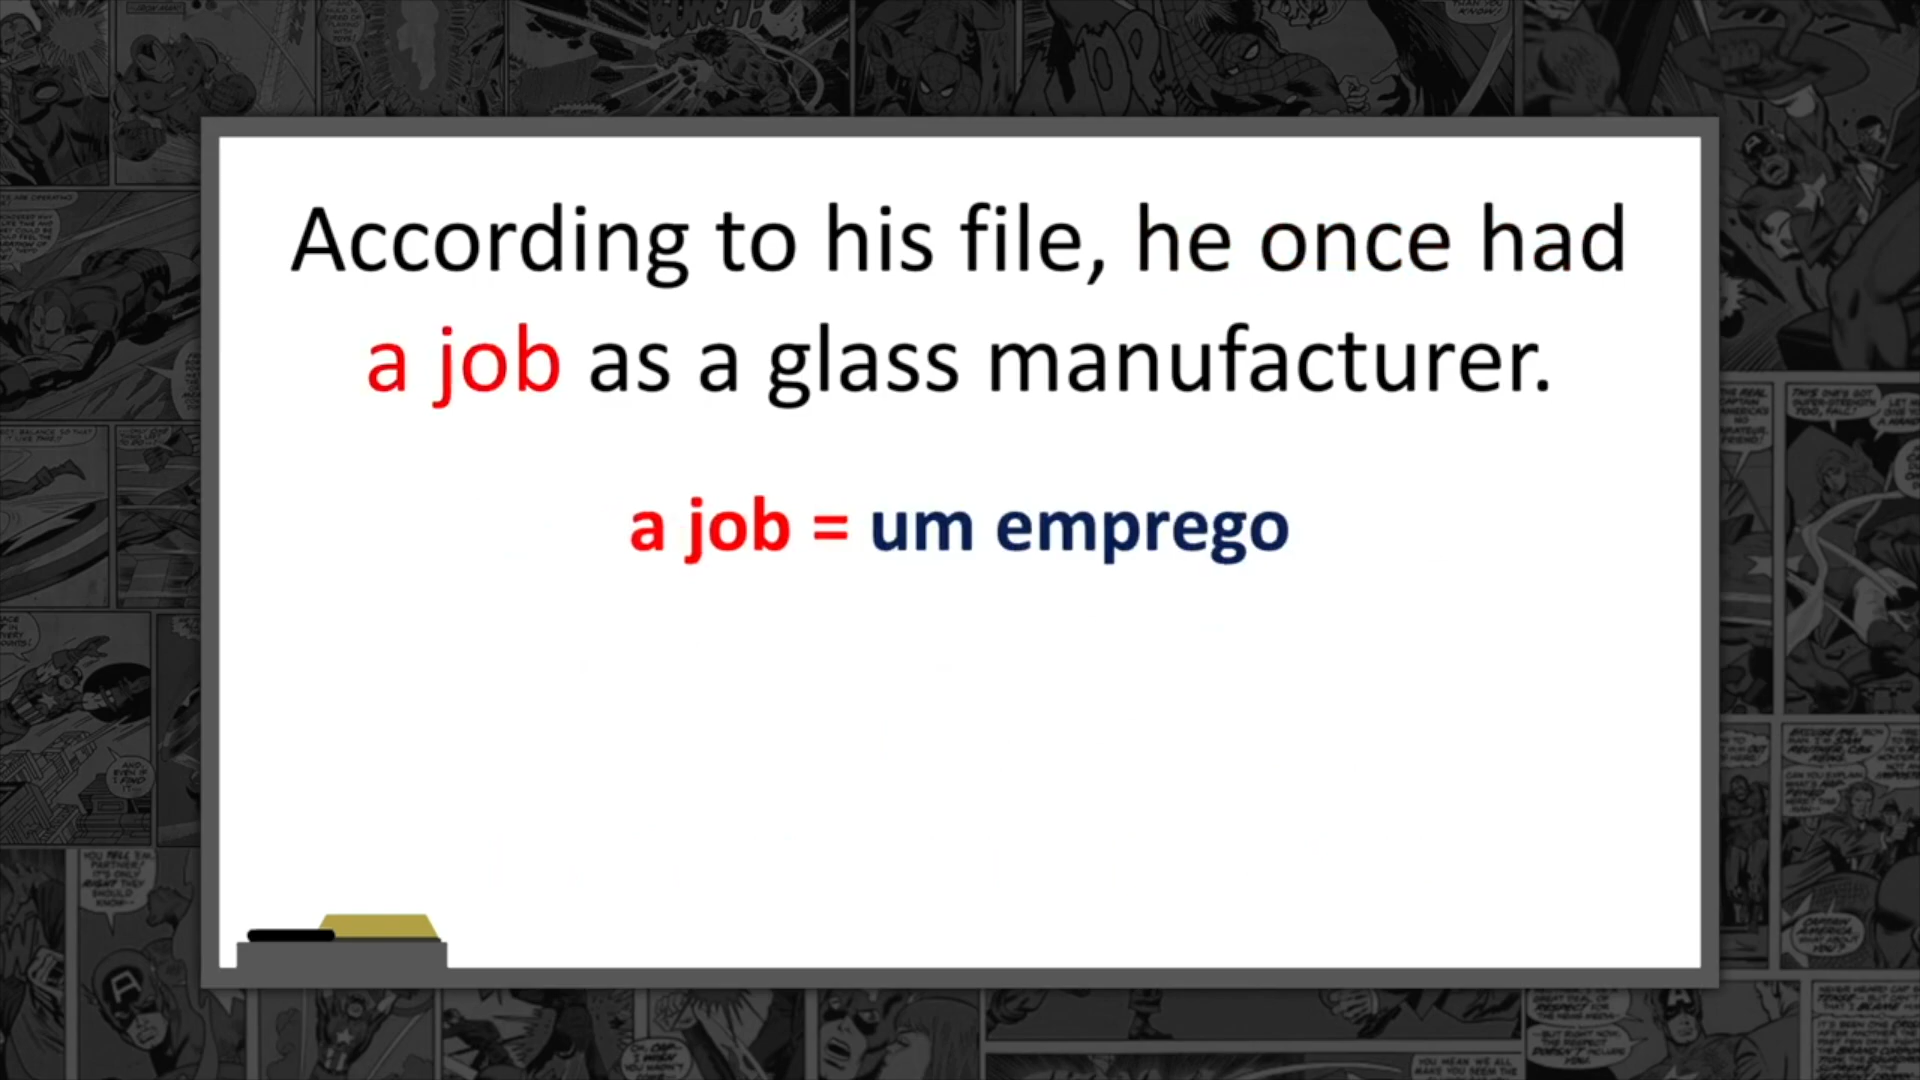 According to his file, he once had
a job as a glass manufacturer.
a job = um emprego